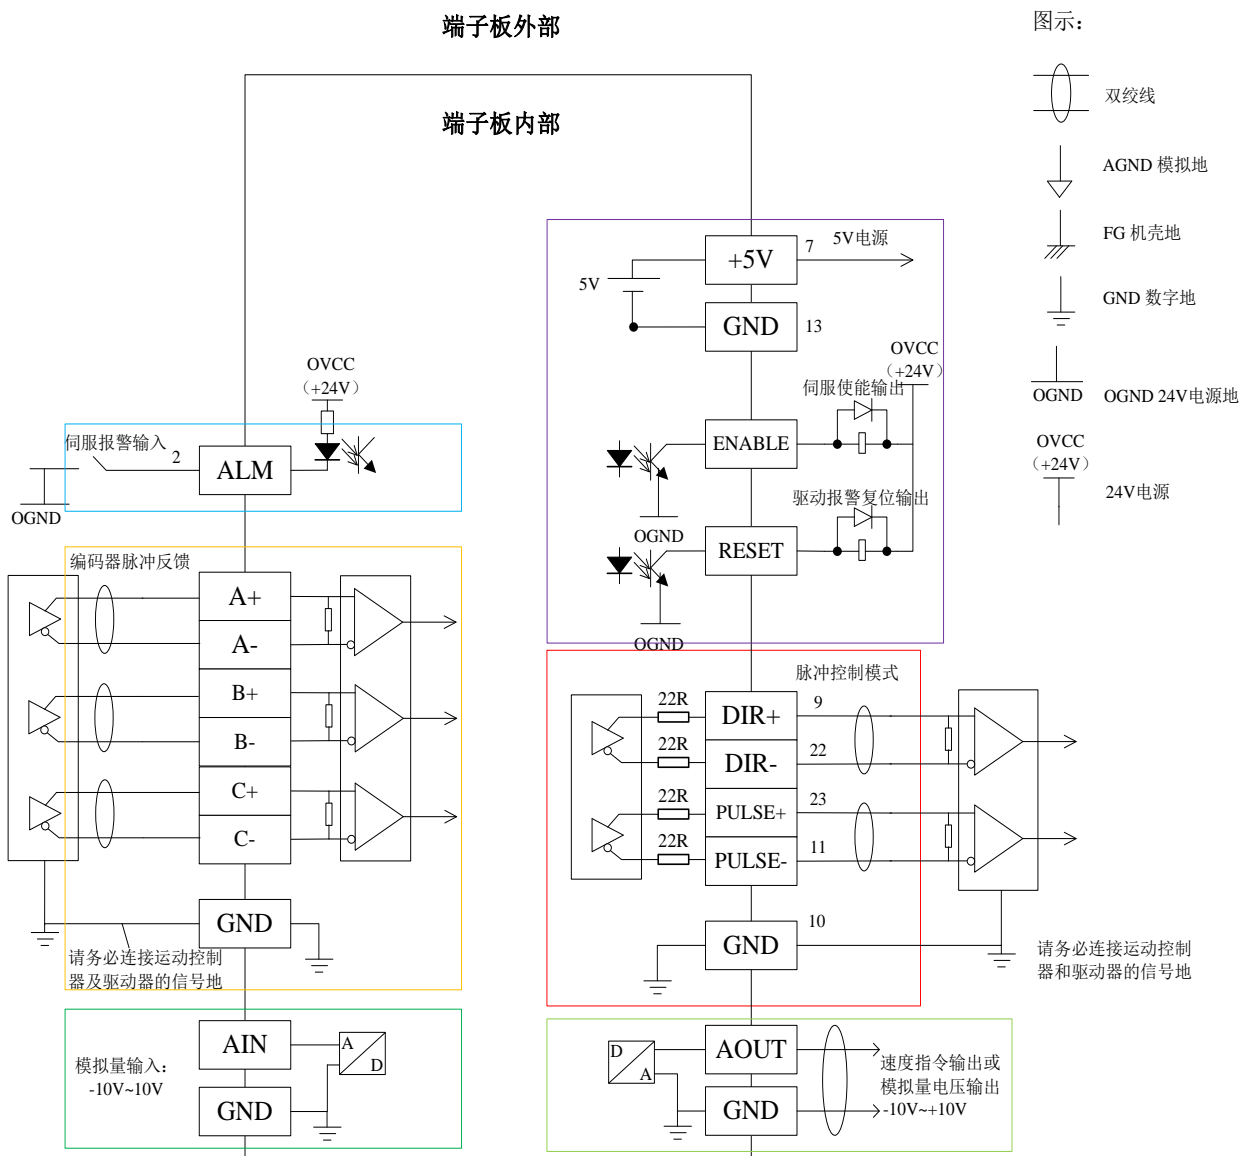 端子板外部
端子板内部
图示：
双绞线
AGND 模拟地
FG 机壳地
GND 数字地
OGND
OGND 24V电源地
OVCC
（+24V）
24V电源
OVCC
（+24V）
伺服报警输入
2
ALM
OGND
编码器脉冲反馈
A+
A-
B+
B-
C+
C-
GND
请务必连接运动控制
器及驱动器的信号地
模拟量输入：
-10V~10V
AIN
A
D
GND
+5V
7
5V电源
5V
GND
13
OVCC
（+24V）
伺服使能输出
ENABLE
OGND
驱动报警复位输出
RESET
OGND
脉冲控制模式
22R
DIR+
9
22R
DIR-
22
22R
PULSE+
23
22R
PULSE-
11
GND
10
请务必连接运动控制
器和驱动器的信号地
D
A
AOUT
GND
速度指令输出或
模拟量电压输出
-10V~+10V